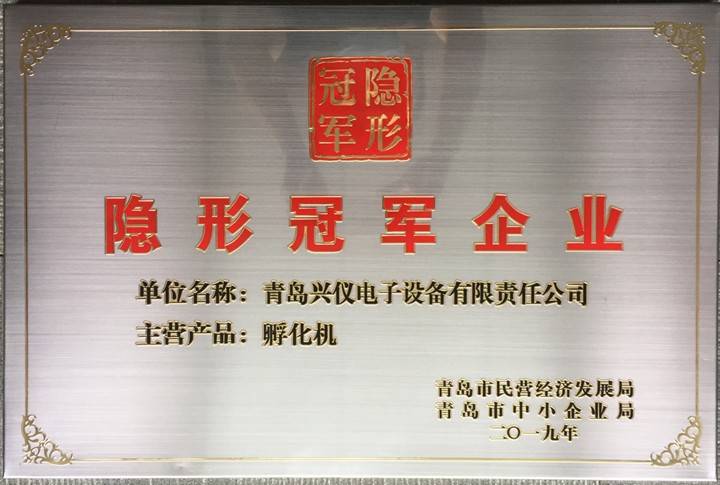 隐形
冠军
隐形冠军企业
单位名称：青岛兴仪电子设备有限责任公司
主营产品：孵化机
青岛市民营经济发展局
青岛市中小企业局
二〇一九年